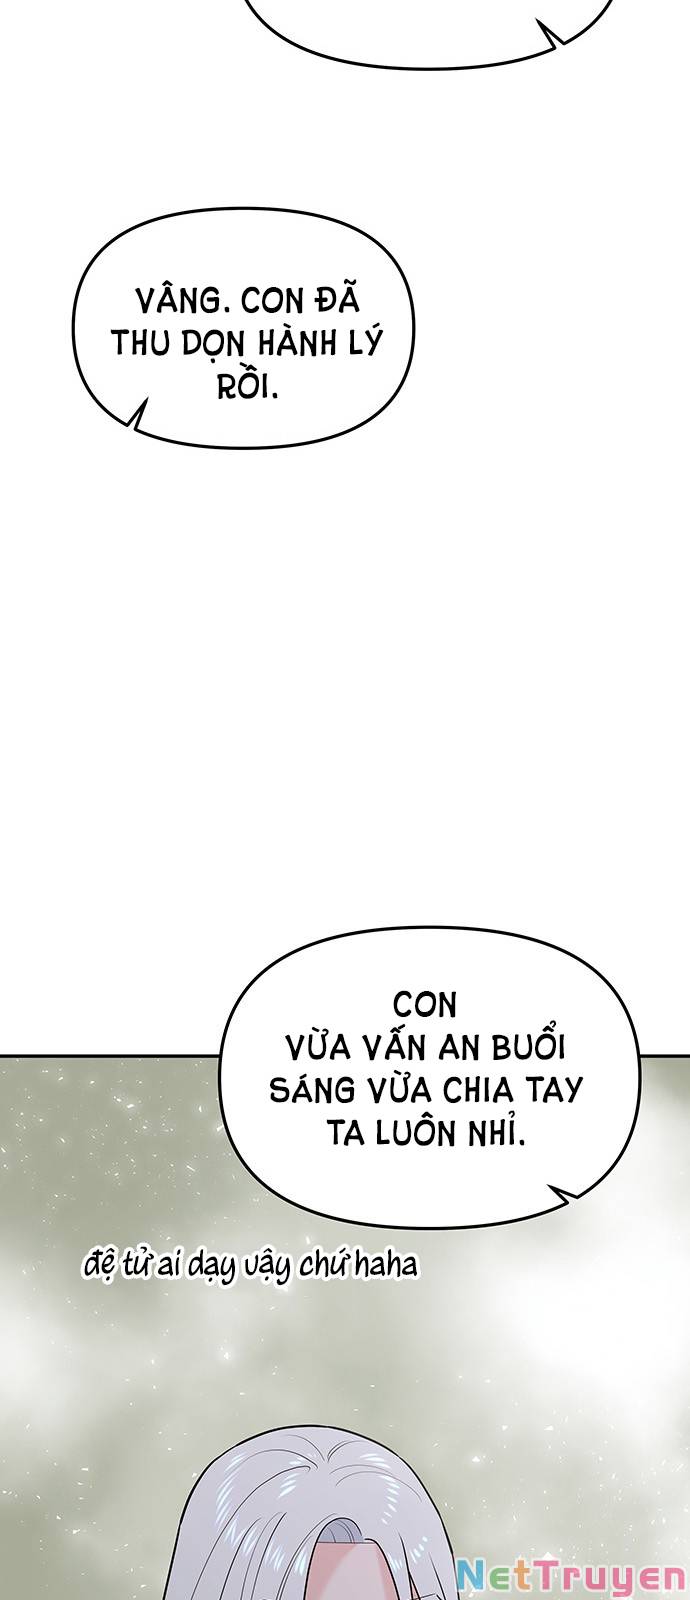 VÂNG. CON ĐÃ
THU DỌN HÀNH LÝ
RỒI.
CON
VỪA VẤN AN BUỔI
SÁNG VỪA CHIA TAY
TA LUÔN NHỈ.
đệ tử ai dạy vậy chứ haha
NetTruyen